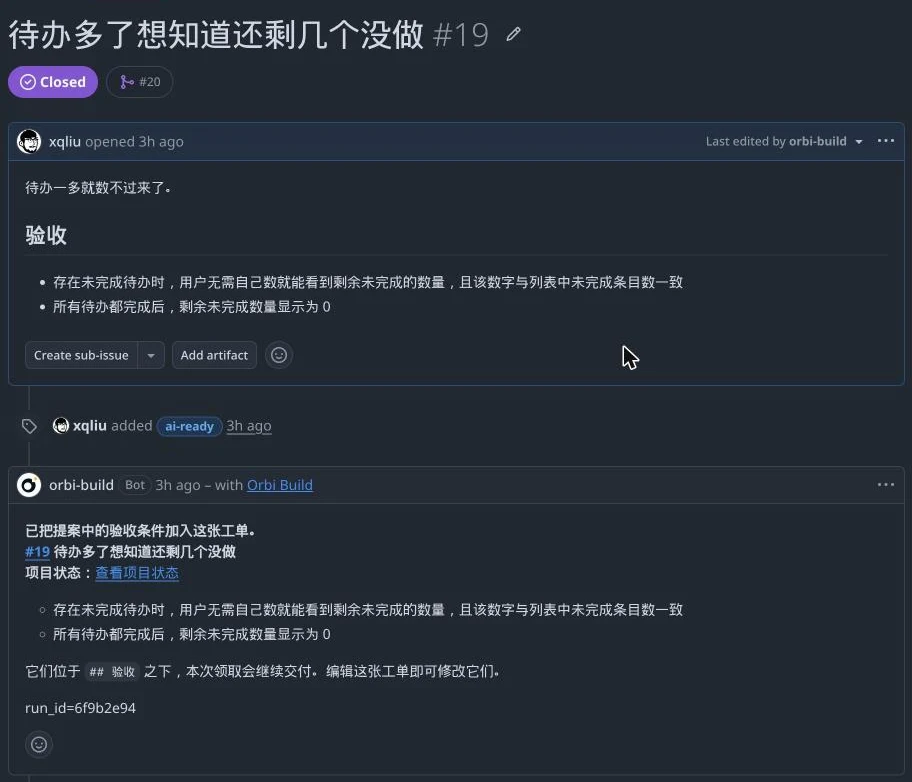 待办多了想知道还剩几个没做 #19
Closed #20
xqliu opened 3h ago Last edited by orbi-build
待办一多就数不过来了。
验收
存在未完成待办时，用户无需自己数就能看到剩余未完成的数量，且该数字与列表中未完成条目数一致
所有待办都完成后，剩余未完成数量显示为 0
Create sub-issue Add artifact
xqliu added ai-ready 3h ago
orbi-build Bot 3h ago – with Orbi Build
已把提案中的验收条件加入这张工单。
#19 待办多了想知道还剩几个没做
项目状态：查看项目状态
存在未完成待办时，用户无需自己数就能看到剩余未完成的数量，且该数字与列表中未完成条目数一致
所有待办都完成后，剩余未完成数量显示为 0
它们位于 ## 验收 之下，本次领取会继续交付。编辑这张工单即可修改它们。
run_id=6f9b2e94